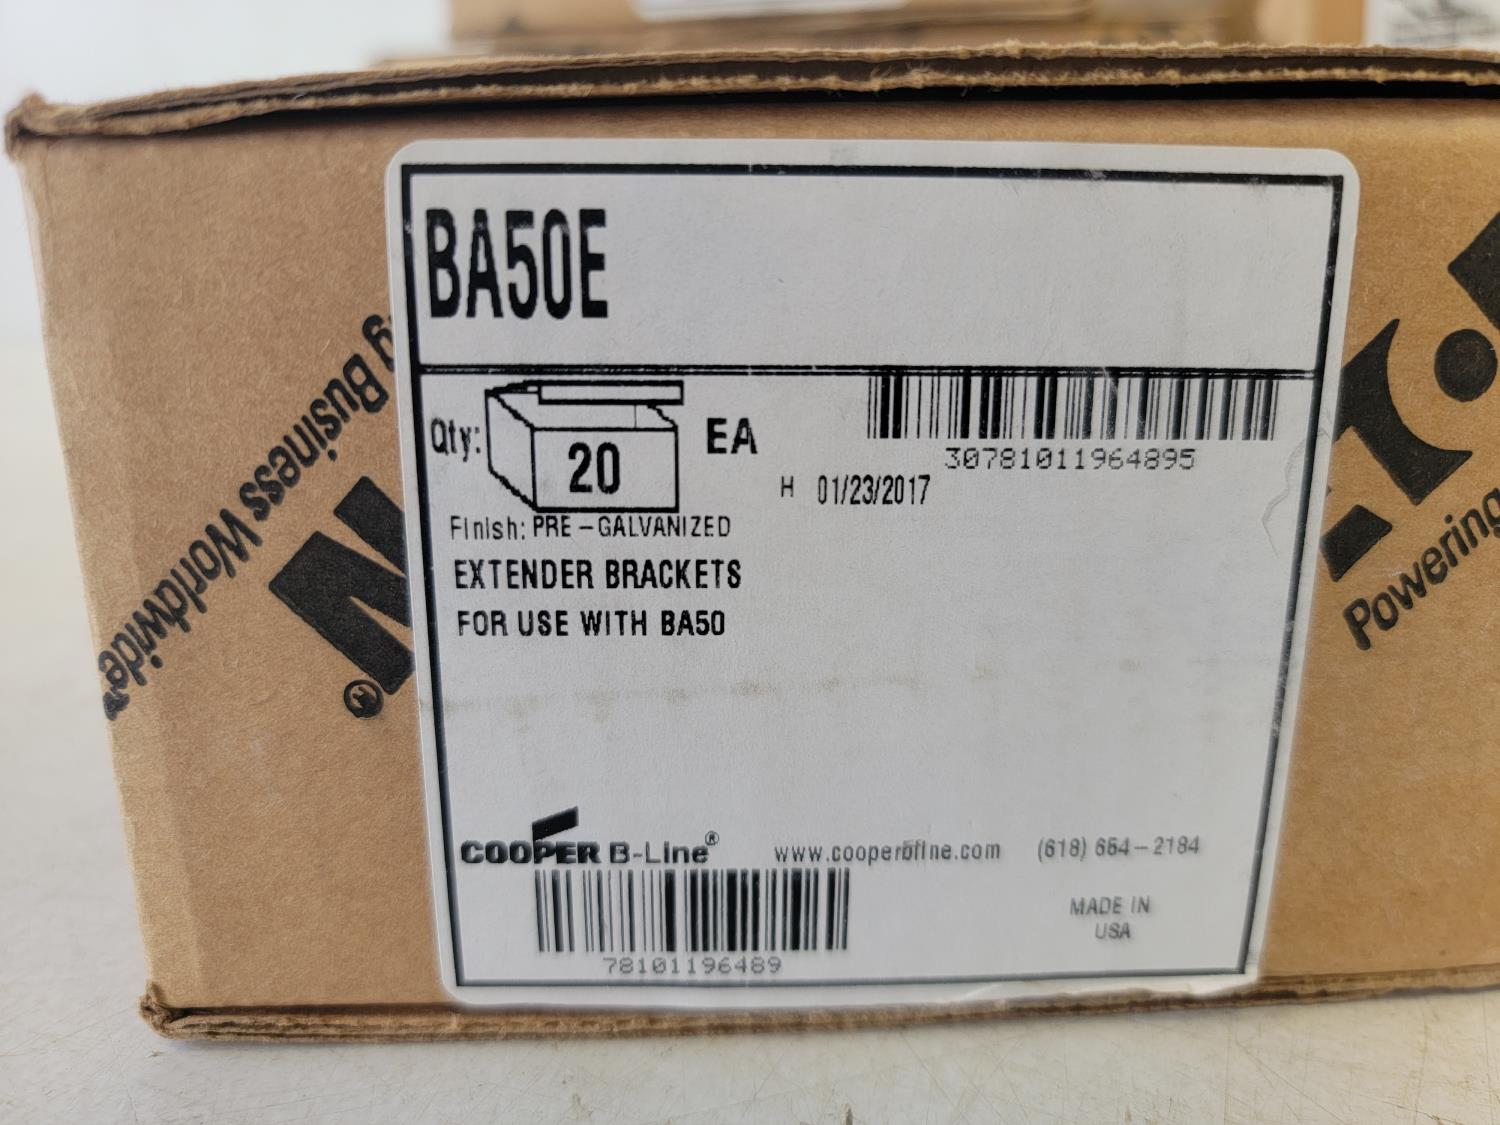 BA50E
Qty: 20 EA
30781011964895
H 01/23/2017
Finish: PRE-GALVANIZED
EXTENDER BRACKETS
FOR USE WITH BA50
COOPER B-Line®
www.cooperbline.com (618) 654-2184
78101196489
MADE IN
USA
g Business Worldwide™
®
Powering